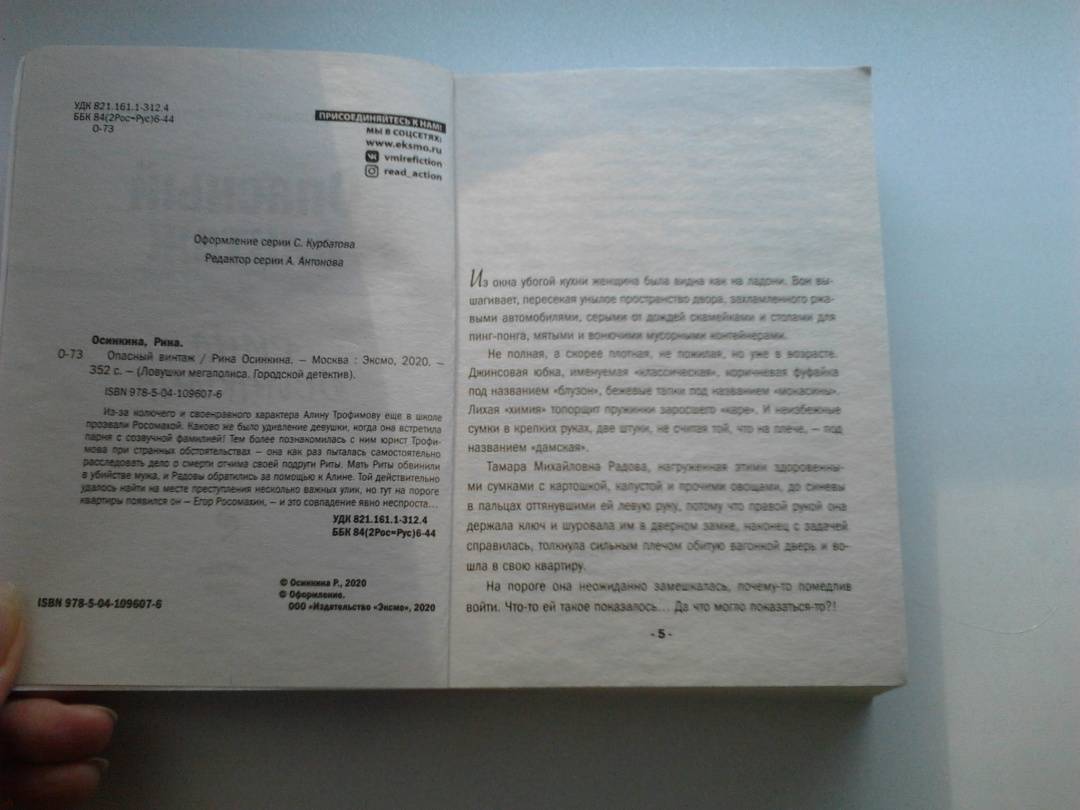 УДК 821.161.1-312.4
ББК 84(2Рос=Рус)6-44
О-73
ПРИСОЕДИНЯЙТЕСЬ К НАМ!
МЫ В СОЦСЕТЯХ:
www.eksmo.ru
vmirefiction
read_action
Оформление серии С. Курбатова
Редактор серии А. Антонова
Осинкина, Рина.
О-73
Опасный винтаж / Рина Осинкина. – Москва : Эксмо, 2020. –
352 с. – (Ловушки мегаполиса. Городской детектив).
ISBN 978-5-04-109607-6
Из-за колючего и своенравного характера Алину Трофимову еще в школе
прозвали Росомахой. Каково же было удивление девушки, когда она встретила
парня с созвучной фамилией! Тем более познакомилась с ним юрист Трофи-
мова при странных обстоятельствах – она как раз пыталась самостоятельно
расследовать дело о смерти отчима своей подруги Риты. Мать Риты обвинили
в убийстве мужа, и Радовы обратились за помощью к Алине. Той действительно
удалось найти на месте преступления несколько важных улик, но тут на пороге
квартиры появился он – Егор Росомахин, – и это совпадение явно неспроста...
УДК 821.161.1-312.4
ББК 84(2Рос=Рус)6-44
© Осинкина Р., 2020
© Оформление.
ООО «Издательство «Эксмо», 2020
ISBN 978-5-04-109607-6
Из окна убогой кухни женщина была видна как на ладони. Вон вы-
шагивает, пересекая унылое пространство двора, захламленного ржа-
выми автомобилями, серыми от дождей скамейками и столами для
пинг-понга, мятыми и вонючими мусорными контейнерами.
Не полная, а скорее плотная, не пожилая, но уже в возрасте.
Джинсовая юбка, именуемая «классическая», коричневая фуфайка
под названием «блузон», бежевые тапки под названием «мокасины».
Лихая «химия» топорщит пружинки заросшего «каре». И неизбежные
сумки в крепких руках, две штуки, не считая той, что на плече, – под
названием «дамская».
Тамара Михайловна Радова, нагруженная этими здоровенны-
ми сумками с картошкой, капустой и прочими овощами, до синевы
в пальцах оттянувшими ей левую руку, потому что правой рукой она
держала ключ и шуровала им в дверном замке, наконец с задачей
справилась, толкнула сильным плечом обитую вагонкой дверь и во-
шла в свою квартиру.
На пороге она неожиданно замешкалась, почему-то помедлив
войти. Что-то ей такое показалось... Да что могло показаться-то?!
- 5 -